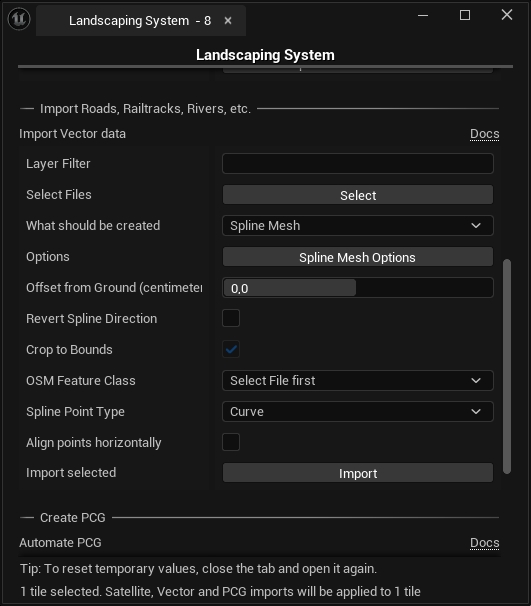 Landscaping System - 8
Landscaping System
Import Roads, Railtracks, Rivers, etc.
Import Vector data Docs
Layer Filter
Select Files Select
What should be created Spline Mesh
Options Spline Mesh Options
Offset from Ground (centimeter 0,0
Revert Spline Direction
Crop to Bounds
OSM Feature Class Select File first
Spline Point Type Curve
Align points horizontally
Import selected Import
Create PCG
Automate PCG Docs
Tip: To reset temporary values, close the tab and open it again.
1 tile selected. Satellite, Vector and PCG imports will be applied to 1 tile